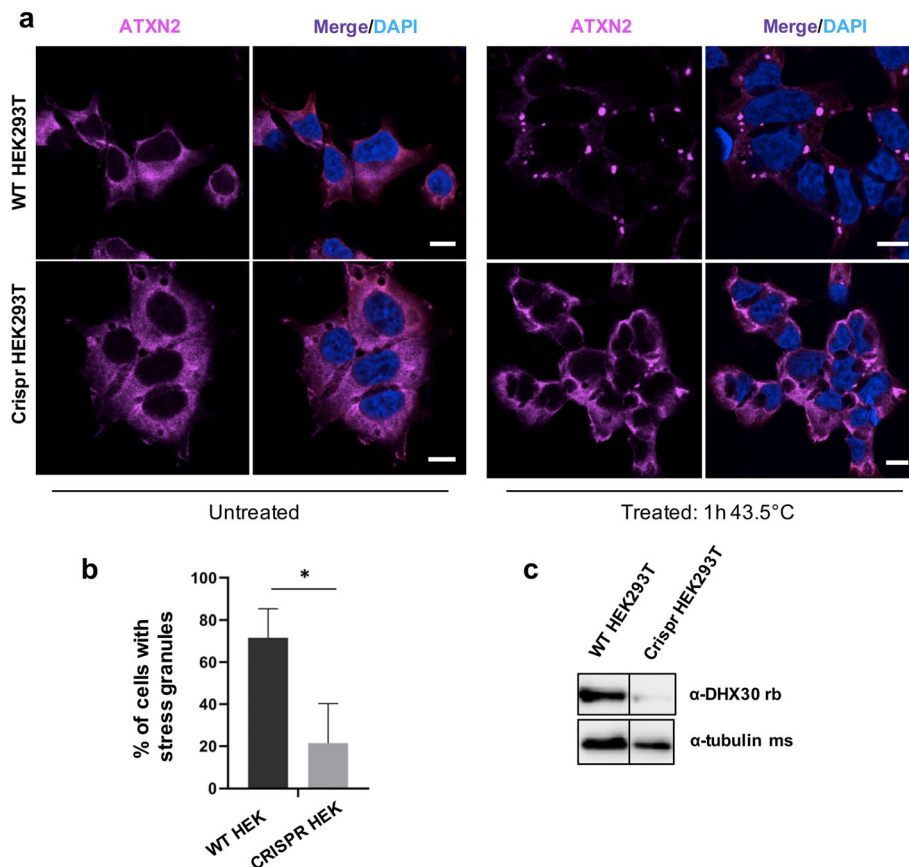 a
ATXN2 Merge/DAPI ATXN2 Merge/DAPI
WT HEK293T
Crispr HEK293T
Untreated Treated: 1h 43.5°C
b
% of cells with
stress granules
100
80
60
40
20
0
*
WT HEK
CRISPR HEK
c
WT HEK293T
Crispr HEK293T
α-DHX30 rb
α-tubulin ms